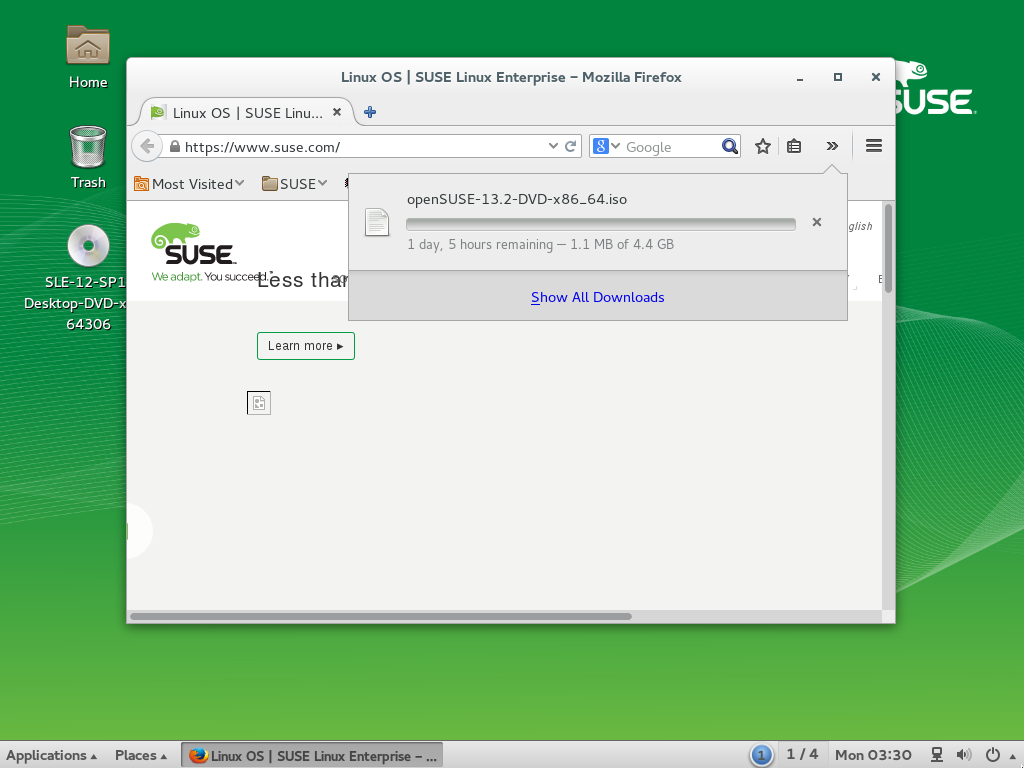 Home
Trash
SLE-12-SP1
Desktop-DVD-x
64306
SUSE
Linux OS | SUSE Linux Enterprise – Mozilla Firefox
Linux OS | SUSE Linu...
https://www.suse.com/
8 Google
Most Visited
SUSE
openSUSE-13.2-DVD-x86_64.iso
1 day, 5 hours remaining — 1.1 MB of 4.4 GB
Show All Downloads
glish
SUSE
We adapt. You succeed.
Less than
Learn more ▸
Applications
Places
Linux OS | SUSE Linux Enterprise – ...
1
1 / 4
Mon 03:30